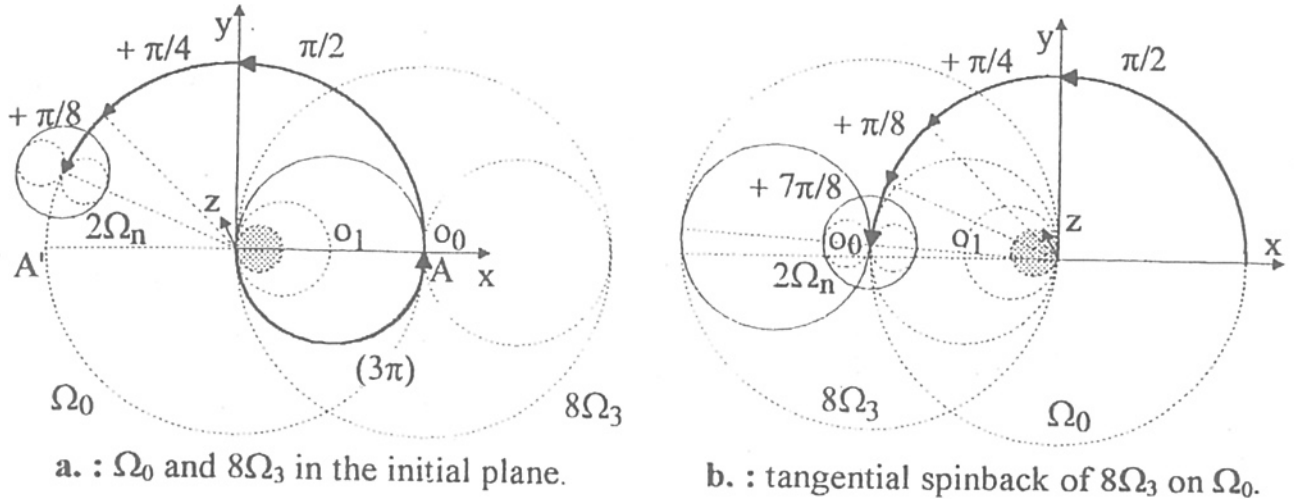 y
π/2
+ π/4
+ π/8
z
2Ωn
A'
O1
O0
A
x
(3π)
Ω0
8Ω3
a. : Ω0 and 8Ω3 in the initial plane.
y
π/2
+ π/4
+ π/8
+ 7π/8
z
O0
O1
x
2Ωn
8Ω3
Ω0
b. : tangential spinback of 8Ω3 on Ω0.